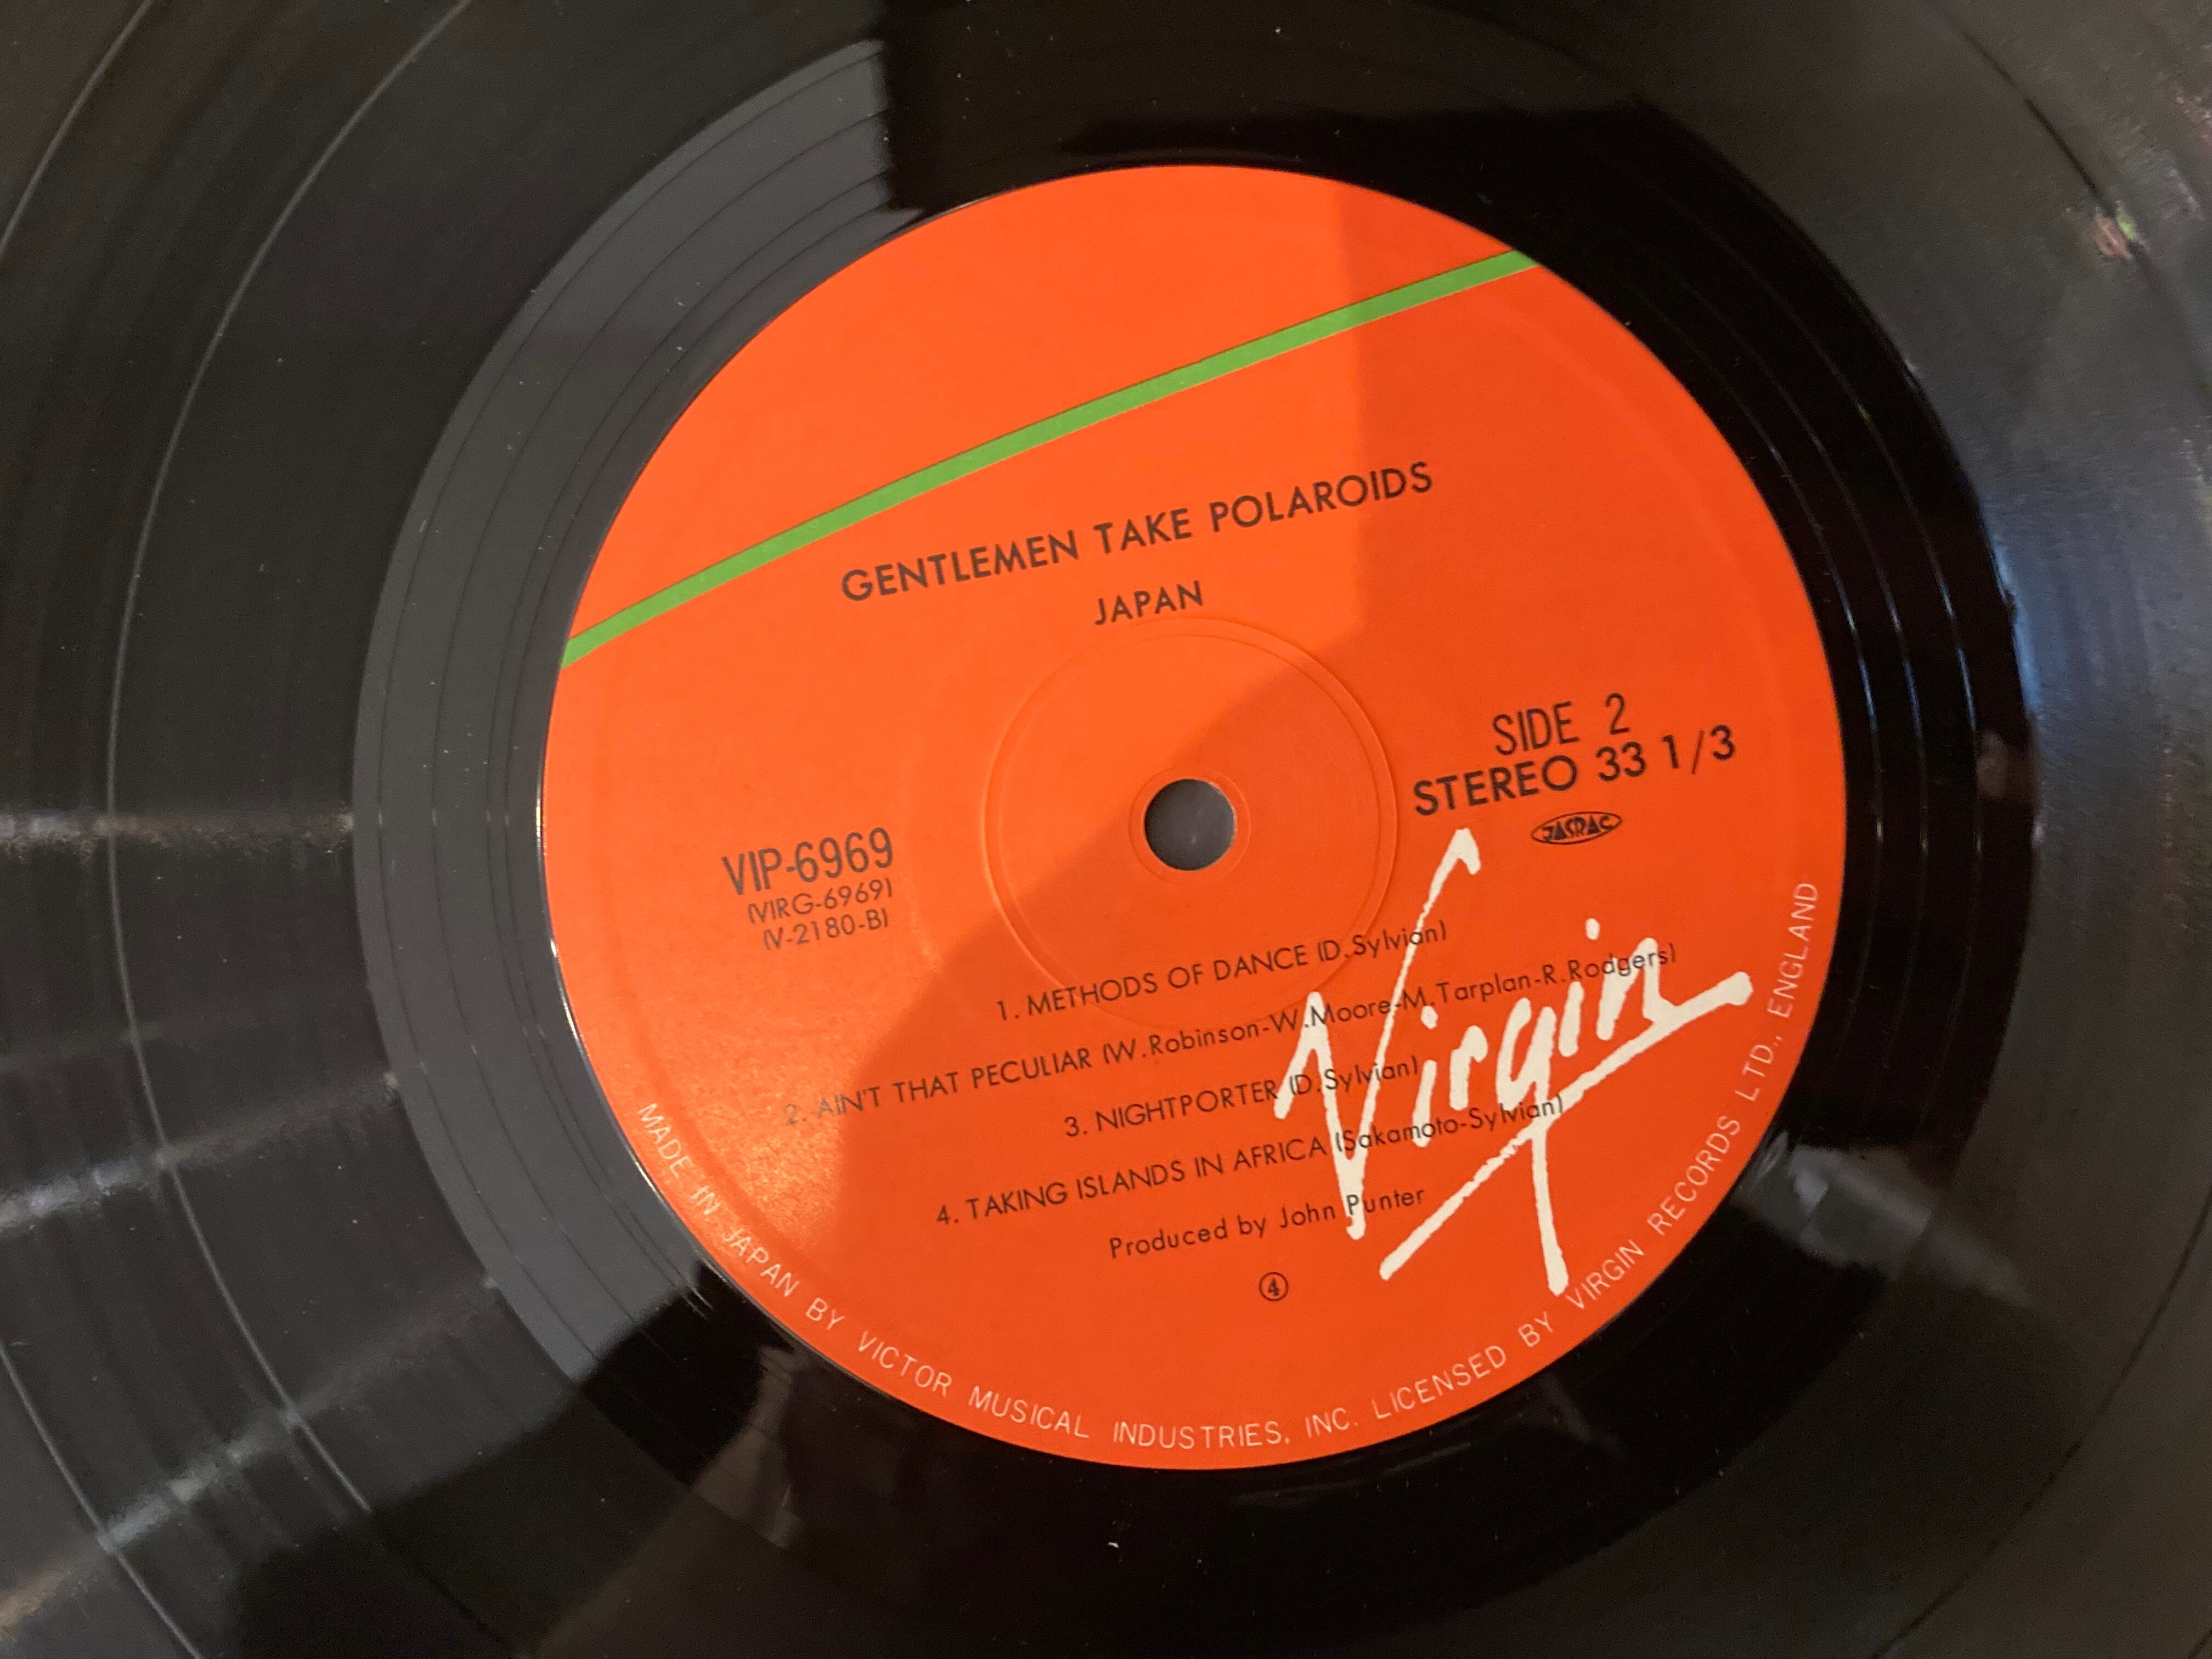 GENTLEMEN TAKE POLAROIDS
JAPAN
SIDE 2
STEREO 33 1/3
JASRAC
VIP-6969
(VIRG-6969)
(V-2180-B)
1. METHODS OF DANCE (D.Sylvian)
2. AIN'T THAT PECULIAR (W.Robinson-W.Moore-M.Tarplan-R.Rodgers)
3. NIGHTPORTER (D.Sylvian)
4. TAKING ISLANDS IN AFRICA (Sakamoto-Sylvian)
Produced by John Punter
④
Virgin
MADE IN JAPAN BY VICTOR MUSICAL INDUSTRIES, INC. LICENSED BY VIRGIN RECORDS LTD., ENGLAND